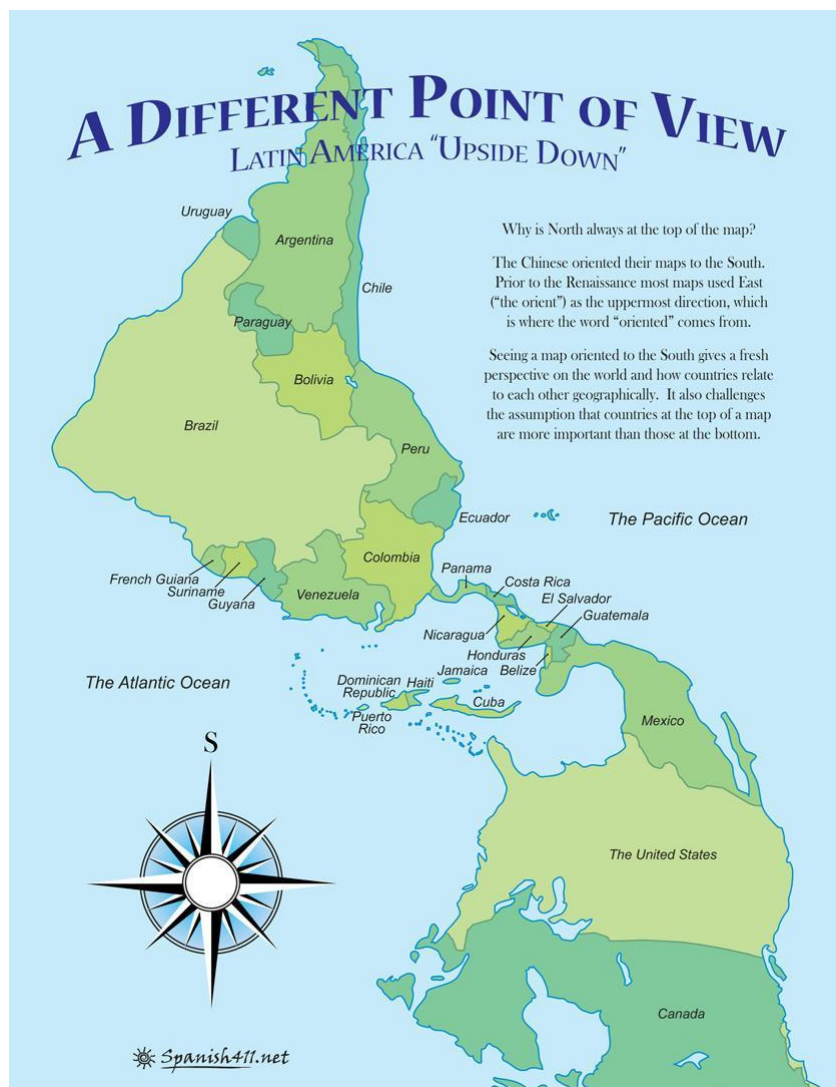 A Different Point of View
Latin America “Upside Down”
Uruguay
Argentina
Why is North always at the top of the map?
The Chinese oriented their maps to the South.
Prior to the Renaissance most maps used East
(“the orient”) as the uppermost direction, which
is where the word “oriented” comes from.
Seeing a map oriented to the South gives a fresh
perspective on the world and how countries relate
to each other geographically. It also challenges
the assumption that countries at the top of a map
are more important than those at the bottom.
Chile
Paraguay
Bolivia
Brazil
Peru
Ecuador
The Pacific Ocean
Colombia
French Guiana
Suriname
Guyana
Venezuela
Panama
Costa Rica
El Salvador
Guatemala
Nicaragua
Honduras
Belize
The Atlantic Ocean
Dominican
Republic
Haiti
Jamaica
Cuba
Puerto
Rico
Mexico
S
The United States
Canada
Spanish411.net